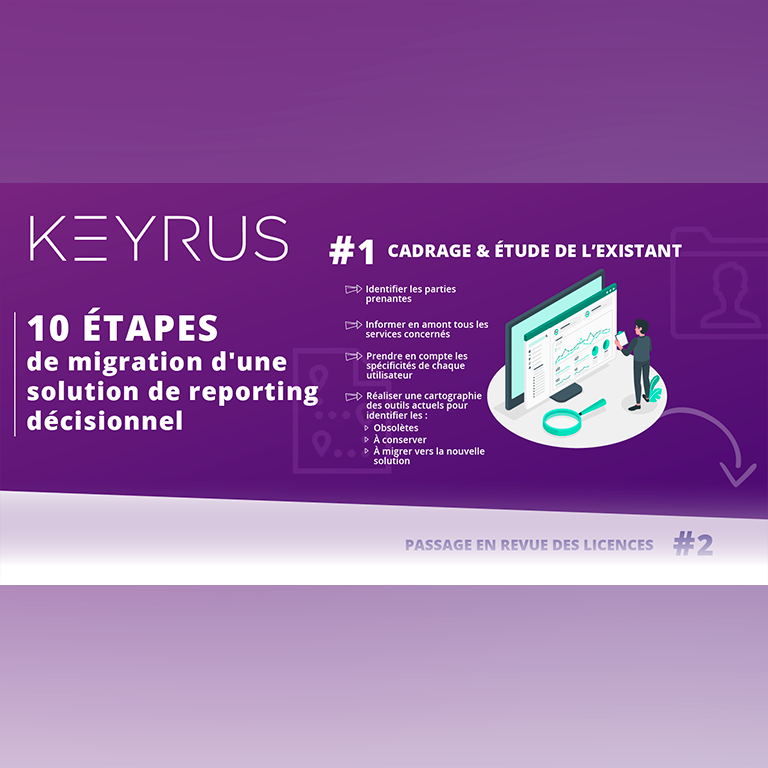 KEYRUS
10 ÉTAPES
de migration d'une
solution de reporting
décisionnel
#1 CADRAGE & ÉTUDE DE L'EXISTANT
Identifier les parties
prenantes
Informer en amont tous les
services concernés
Prendre en compte les
spécificités de chaque
utilisateur
Réaliser une cartographie
des outils actuels pour
identifier les :
Obsolètes
À conserver
À migrer vers la nouvelle
solution
PASSAGE EN REVUE DES LICENCES #2